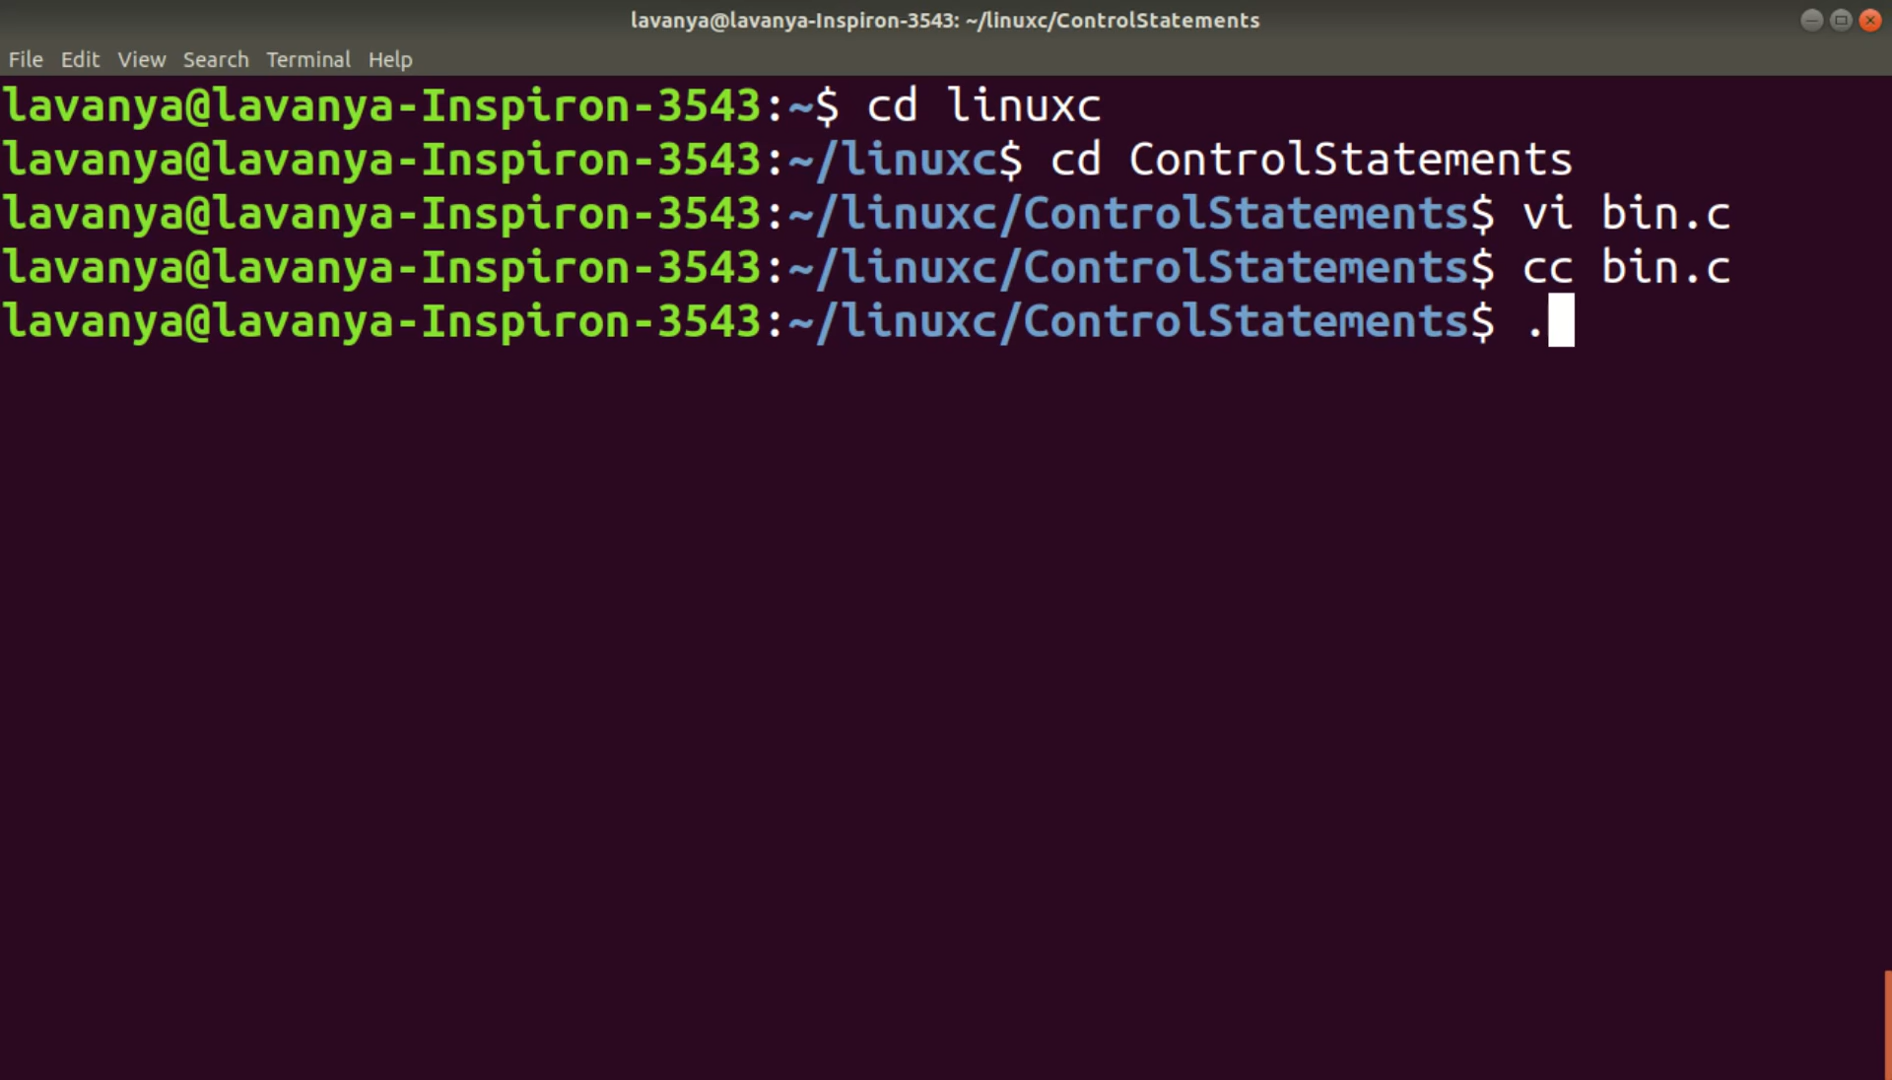 lavanya@lavanya-Inspiron-3543: ~/linuxc/ControlStatements
File Edit View Search Terminal Help
lavanya@lavanya-Inspiron-3543:~$ cd linuxc
lavanya@lavanya-Inspiron-3543:~/linuxc$ cd ControlStatements
lavanya@lavanya-Inspiron-3543:~/linuxc/ControlStatements$ vi bin.c
lavanya@lavanya-Inspiron-3543:~/linuxc/ControlStatements$ cc bin.c
lavanya@lavanya-Inspiron-3543:~/linuxc/ControlStatements$ .